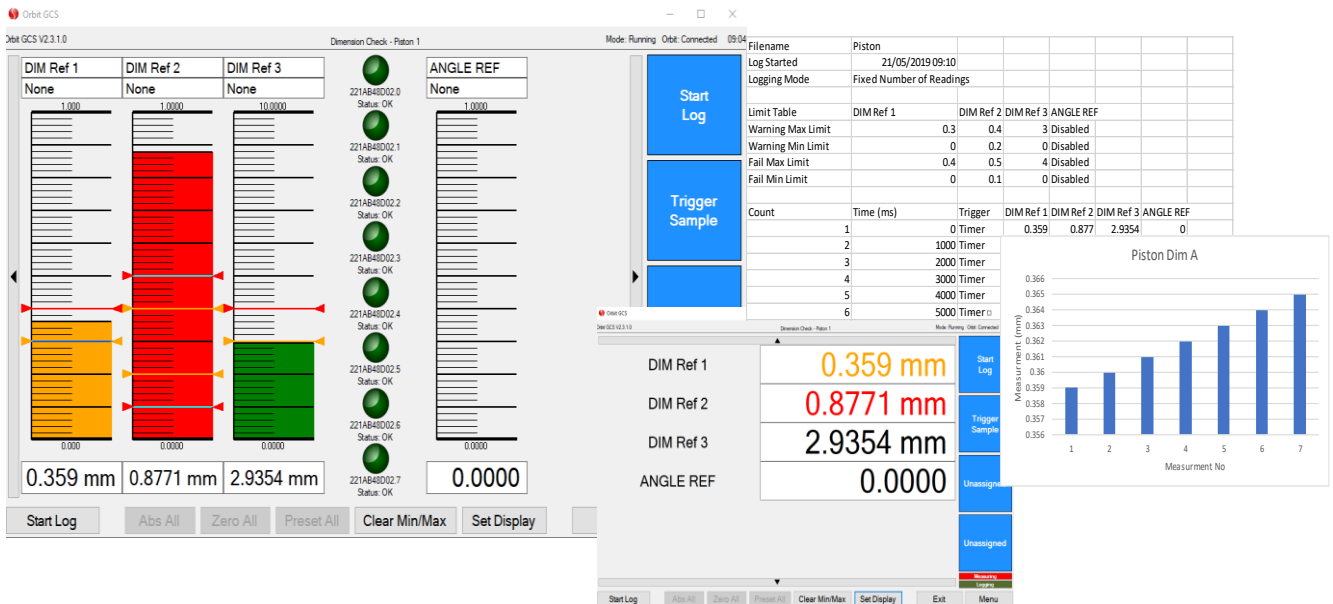 Orbit GCS
Orbit GCS V2.3.1.0
Dimension Check - Piston 1
Mode: Running Orbit: Connected 09:04
DIM Ref 1
DIM Ref 2
DIM Ref 3
ANGLE REF
None
None
None
None
1.000
1.0000
10.0000
1.0000
221AB48D02.0
Status: OK
221AB48D02.1
Status: OK
221AB48D02.2
Status: OK
221AB48D02.3
Status: OK
221AB48D02.4
Status: OK
221AB48D02.5
Status: OK
221AB48D02.6
Status: OK
221AB48D02.7
Status: OK
0.000
0.0000
0.0000
0.0000
0.359 mm
0.8771 mm
2.9354 mm
0.0000
Start Log
Abs All
Zero All
Preset All
Clear Min/Max
Set Display
Start
Log
Trigger
Sample
Filename Piston
Log Started 21/05/2019 09:10
Logging Mode Fixed Number of Readings
Limit Table DIM Ref 1 DIM Ref 2 DIM Ref 3 ANGLE REF
Warning Max Limit 0.3 0.4 3 Disabled
Warning Min Limit 0 0.2 0 Disabled
Fail Max Limit 0.4 0.5 4 Disabled
Fail Min Limit 0 0.1 0 Disabled
Count Time (ms) Trigger DIM Ref 1 DIM Ref 2 DIM Ref 3 ANGLE REF
1 0 Timer 0.359 0.877 2.9354 0
2 1000 Timer
3 2000 Timer
4 3000 Timer
5 4000 Timer
6 5000 Timer
Orbit GCS
Orbit GCS V2.3.1.0
Dimension Check - Piston 1
Mode: Running Orbit: Connected
DIM Ref 1 0.359 mm
DIM Ref 2 0.8771 mm
DIM Ref 3 2.9354 mm
ANGLE REF 0.0000
Start
Log
Trigger
Sample
Unassigned
Unassigned
Measuring
Logging
Start Log
Abs All
Zero All
Preset All
Clear Min/Max
Set Display
Exit
Menu
Piston Dim A
Measurment (mm)
0.366
0.365
0.364
0.363
0.362
0.361
0.36
0.359
0.358
0.357
0.356
1 2 3 4 5 6 7
Measurment No